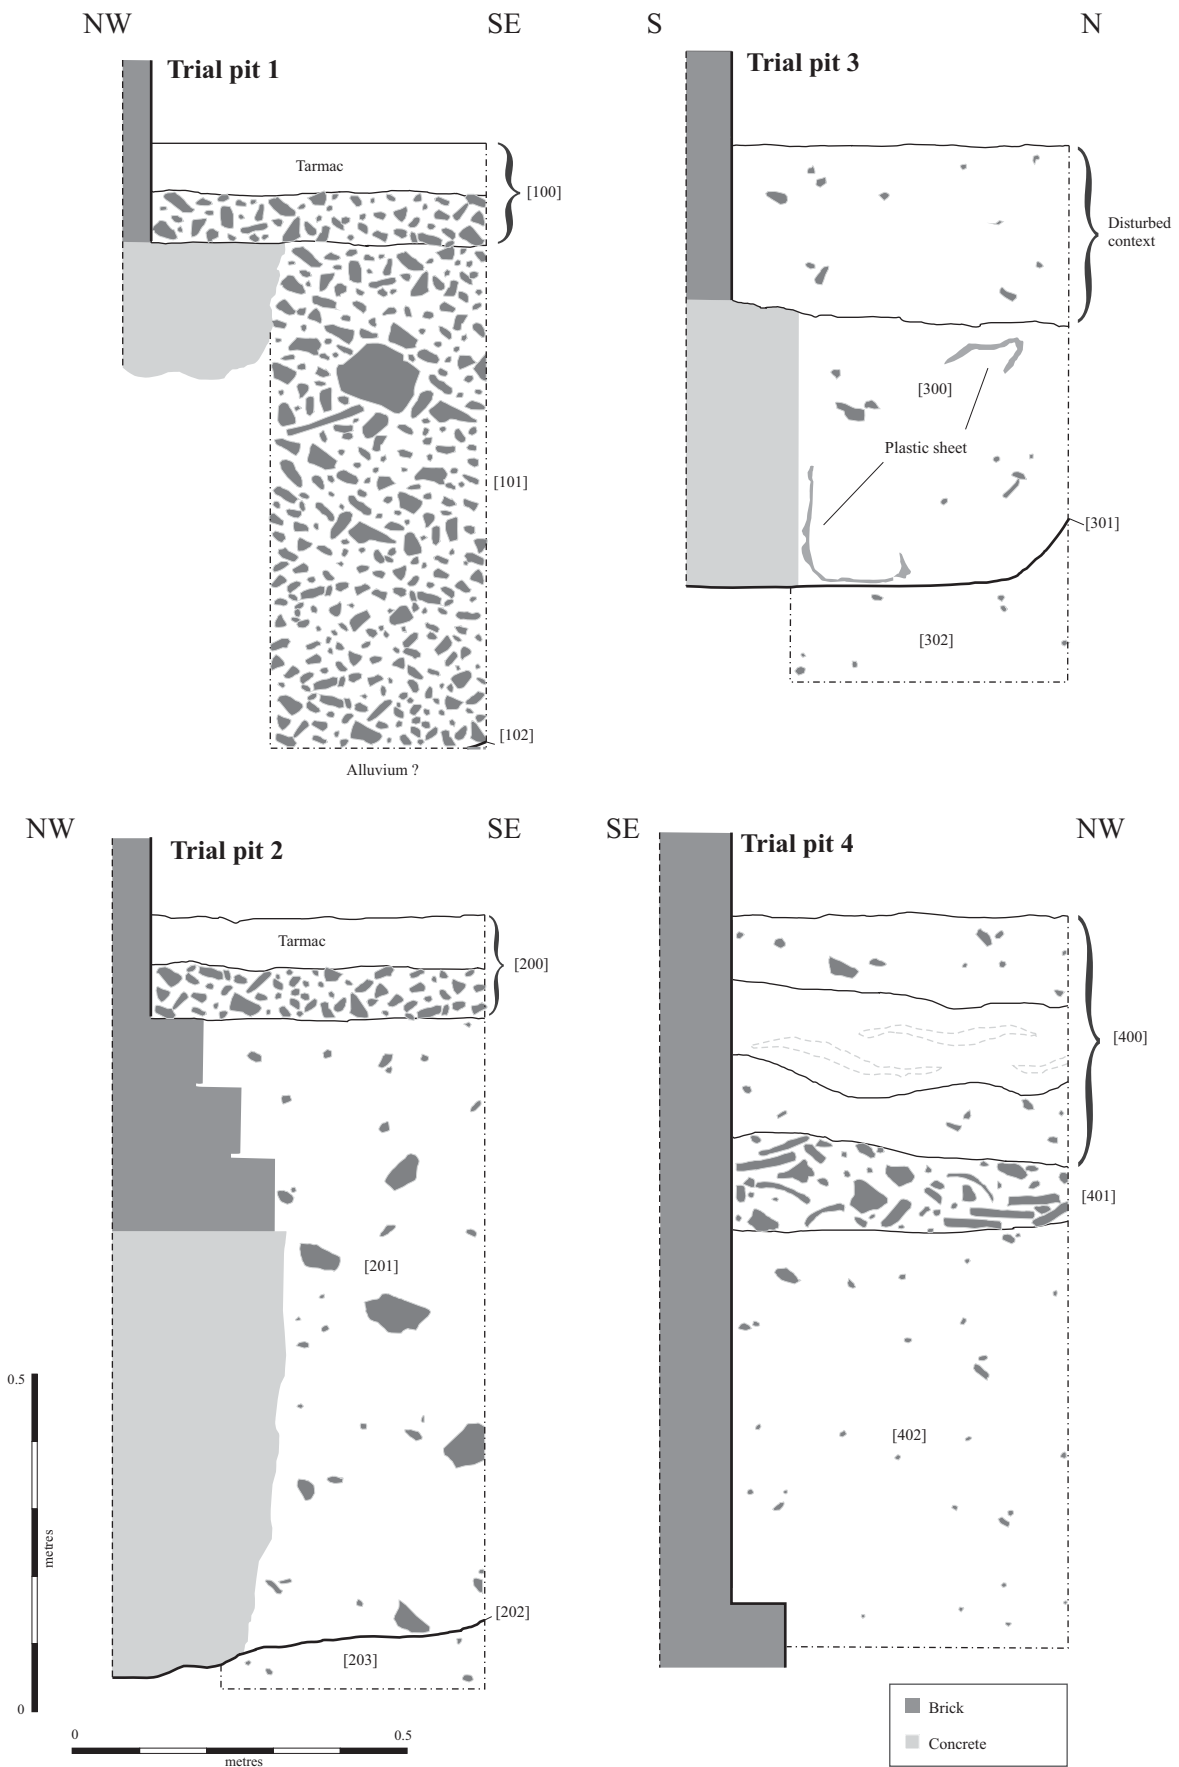 NW
SE
Trial pit 1
Tarmac
[100]
[101]
[102]
Alluvium ?
S
N
Trial pit 3
Disturbed
context
[300]
Plastic sheet
[301]
[302]
NW
SE
Trial pit 2
Tarmac
[200]
[201]
[202]
[203]
0.5
metres
0
0
0.5
metres
SE
NW
Trial pit 4
[400]
[401]
[402]
Brick
Concrete